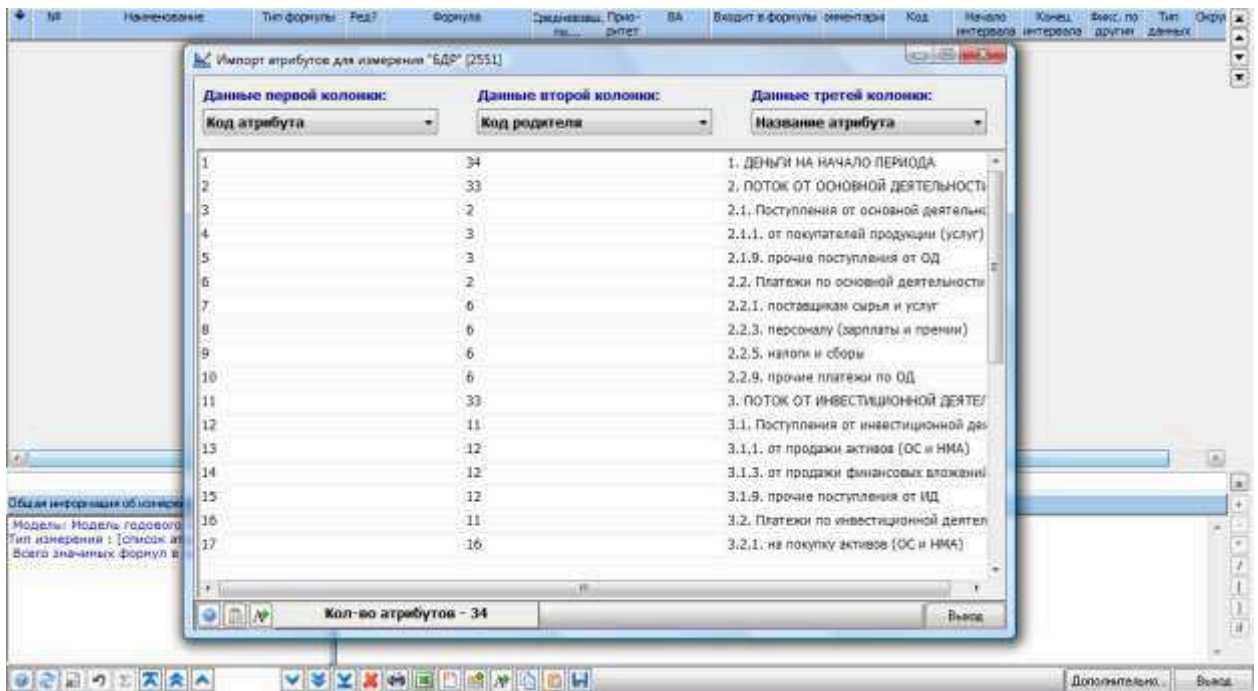 № Наименование Тип формулы Ред? Формула Приоритет ВА Входит в формулы Код Начало интервала Конец интервала Фикс. по другим Тип данных
Импорт атрибутов для измерения "БДР" [2551]
Данные первой колонки: Данные второй колонки: Данные третей колонки:
Код атрибута Код родителя Название атрибута
1 34 1. ДЕНЬГИ НА НАЧАЛО ПЕРИОДА
2 33 2. ПОТОК ОТ ОСНОВНОЙ ДЕЯТЕЛЬНОСТИ
3 2 2.1. Поступления от основной деятельнс
4 3 2.1.1. от покупателей продукции (услуг)
5 3 2.1.9. прочие поступления от ОД
6 2 2.2. Платежи по основной деятельности
7 6 2.2.1. поставщикам сырья и услуг
8 6 2.2.3. персоналу (зарплаты и премии)
9 6 2.2.5. налоги и сборы
10 6 2.2.9. прочие платежи по ОД
11 33 3. ПОТОК ОТ ИНВЕСТИЦИОННОЙ ДЕЯТЕ
12 11 3.1. Поступления от инвестиционной де
13 12 3.1.1. от продажи активов (ОС и НМА)
14 12 3.1.3. от продажи финансовых вложений
15 12 3.1.9. прочие поступления от ИД
16 11 3.2. Платежи по инвестиционной деятел
17 16 3.2.1. на покупку активов (ОС и НМА)
Общая информация об измере
Модель: Модель годового
Тип измерения : [список ат
Всего значимых формул в
Кол-во атрибутов - 34 Выход
Дополнительно... Выход